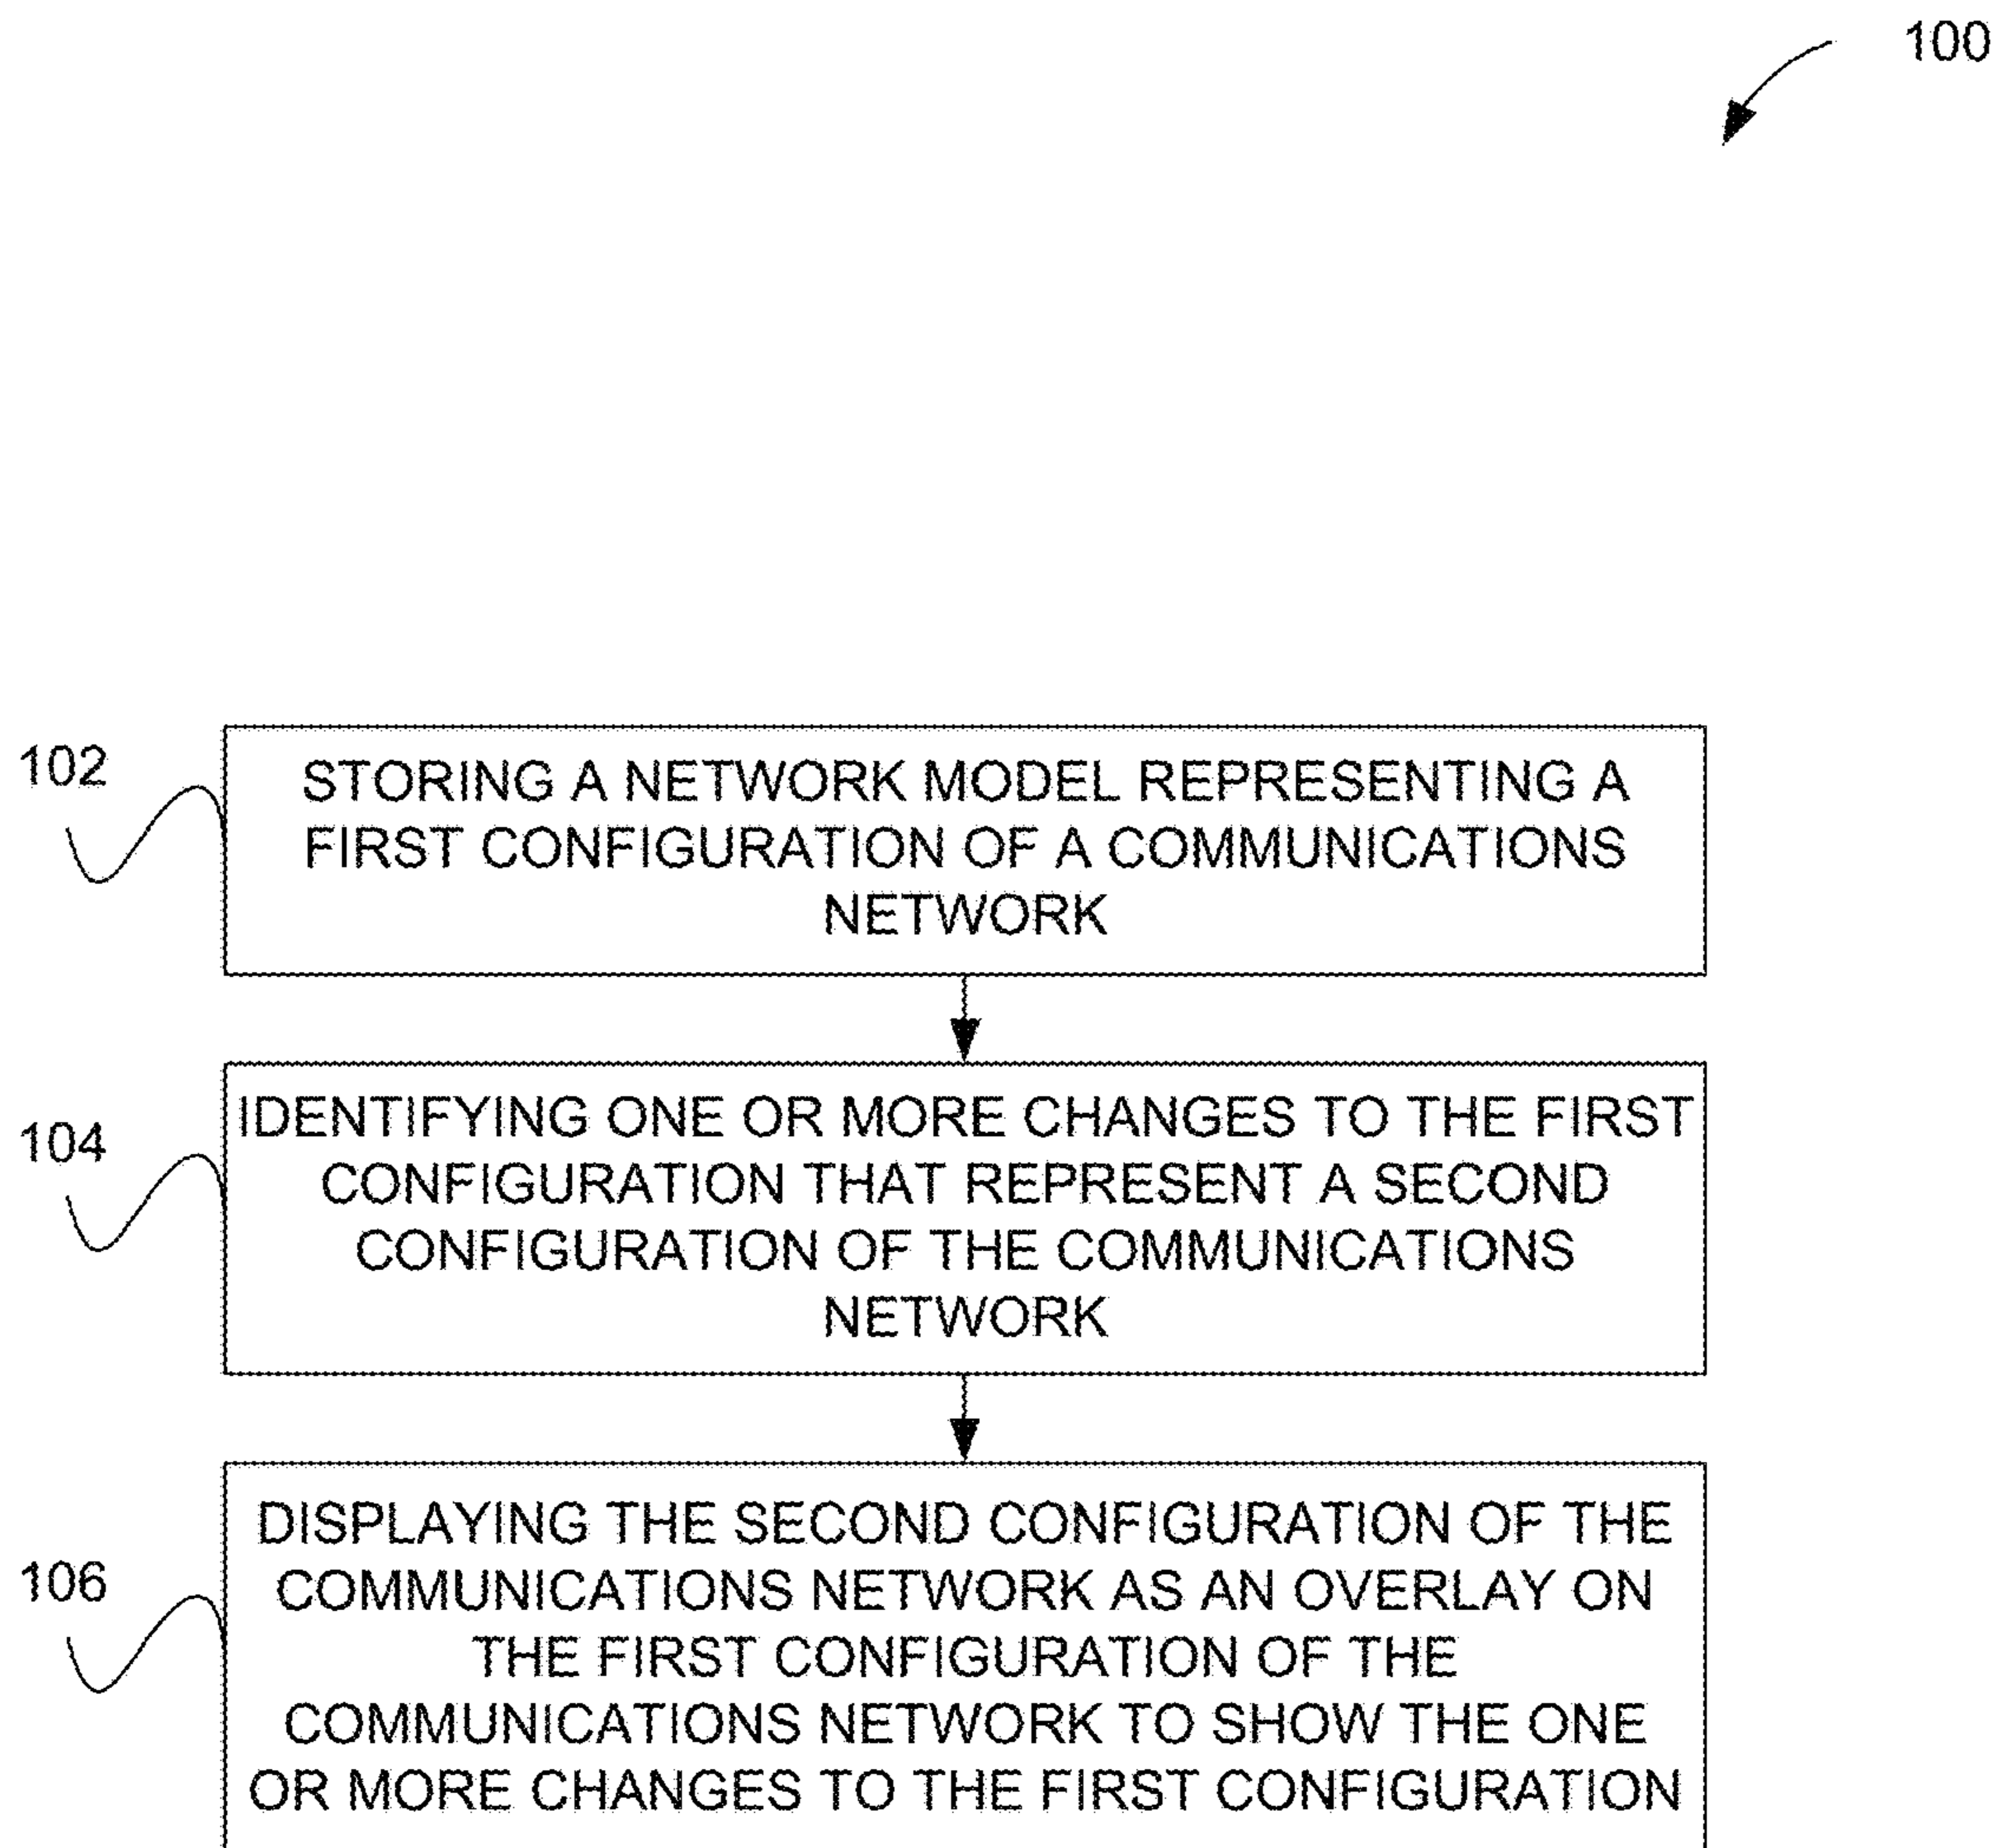 100
102
STORING A NETWORK MODEL REPRESENTING A
FIRST CONFIGURATION OF A COMMUNICATIONS
NETWORK
104
IDENTIFYING ONE OR MORE CHANGES TO THE FIRST
CONFIGURATION THAT REPRESENT A SECOND
CONFIGURATION OF THE COMMUNICATIONS
NETWORK
106
DISPLAYING THE SECOND CONFIGURATION OF THE
COMMUNICATIONS NETWORK AS AN OVERLAY ON
THE FIRST CONFIGURATION OF THE
COMMUNICATIONS NETWORK TO SHOW THE ONE
OR MORE CHANGES TO THE FIRST CONFIGURATION